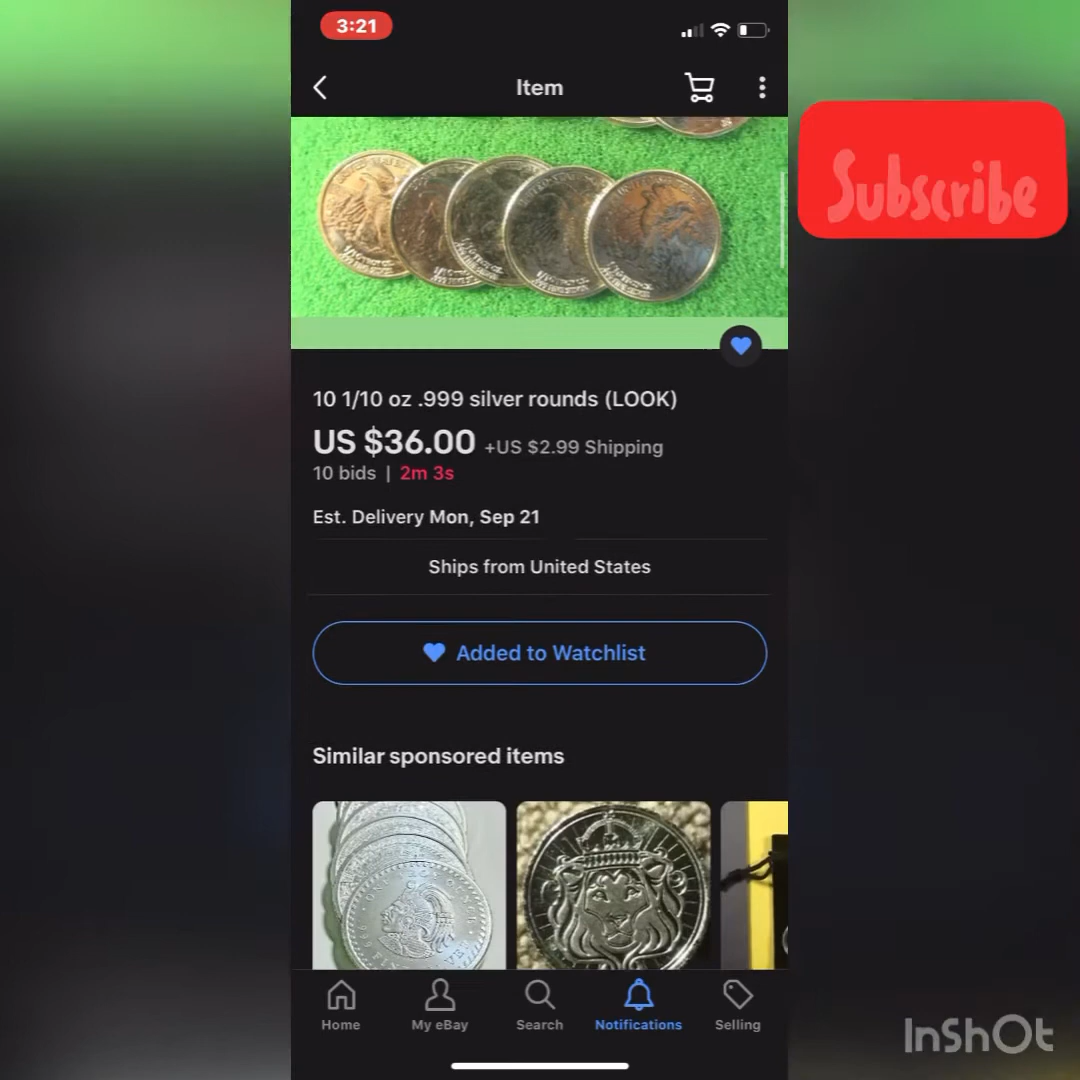 3:21
Item
Subscribe
10 1/10 oz .999 silver rounds (LOOK)
US $36.00 +US $2.99 Shipping
10 bids | 2m 3s
Est. Delivery Mon, Sep 21
Ships from United States
Added to Watchlist
Similar sponsored items
Home
My eBay
Search
Notifications
Selling
InShOt